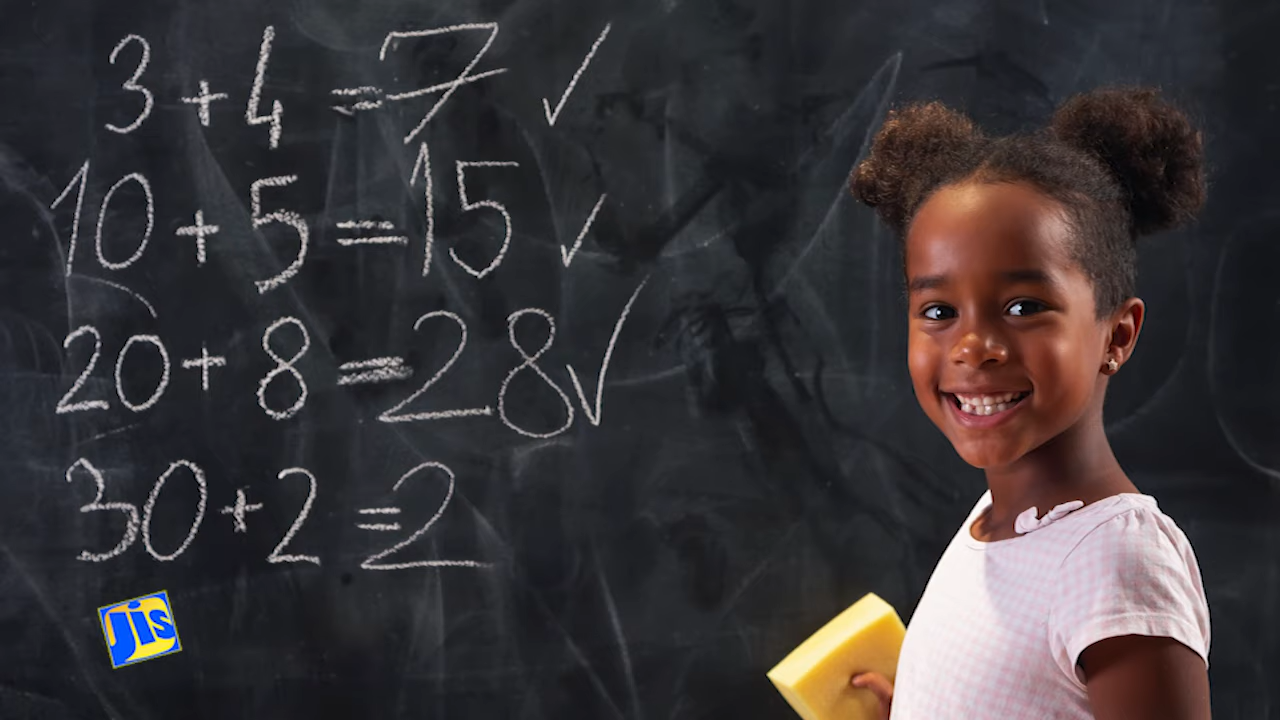 3 + 4 = 7 ✓
10 + 5 = 15 ✓
20 + 8 = 28 ✓
30 + 2 = 2
Jis